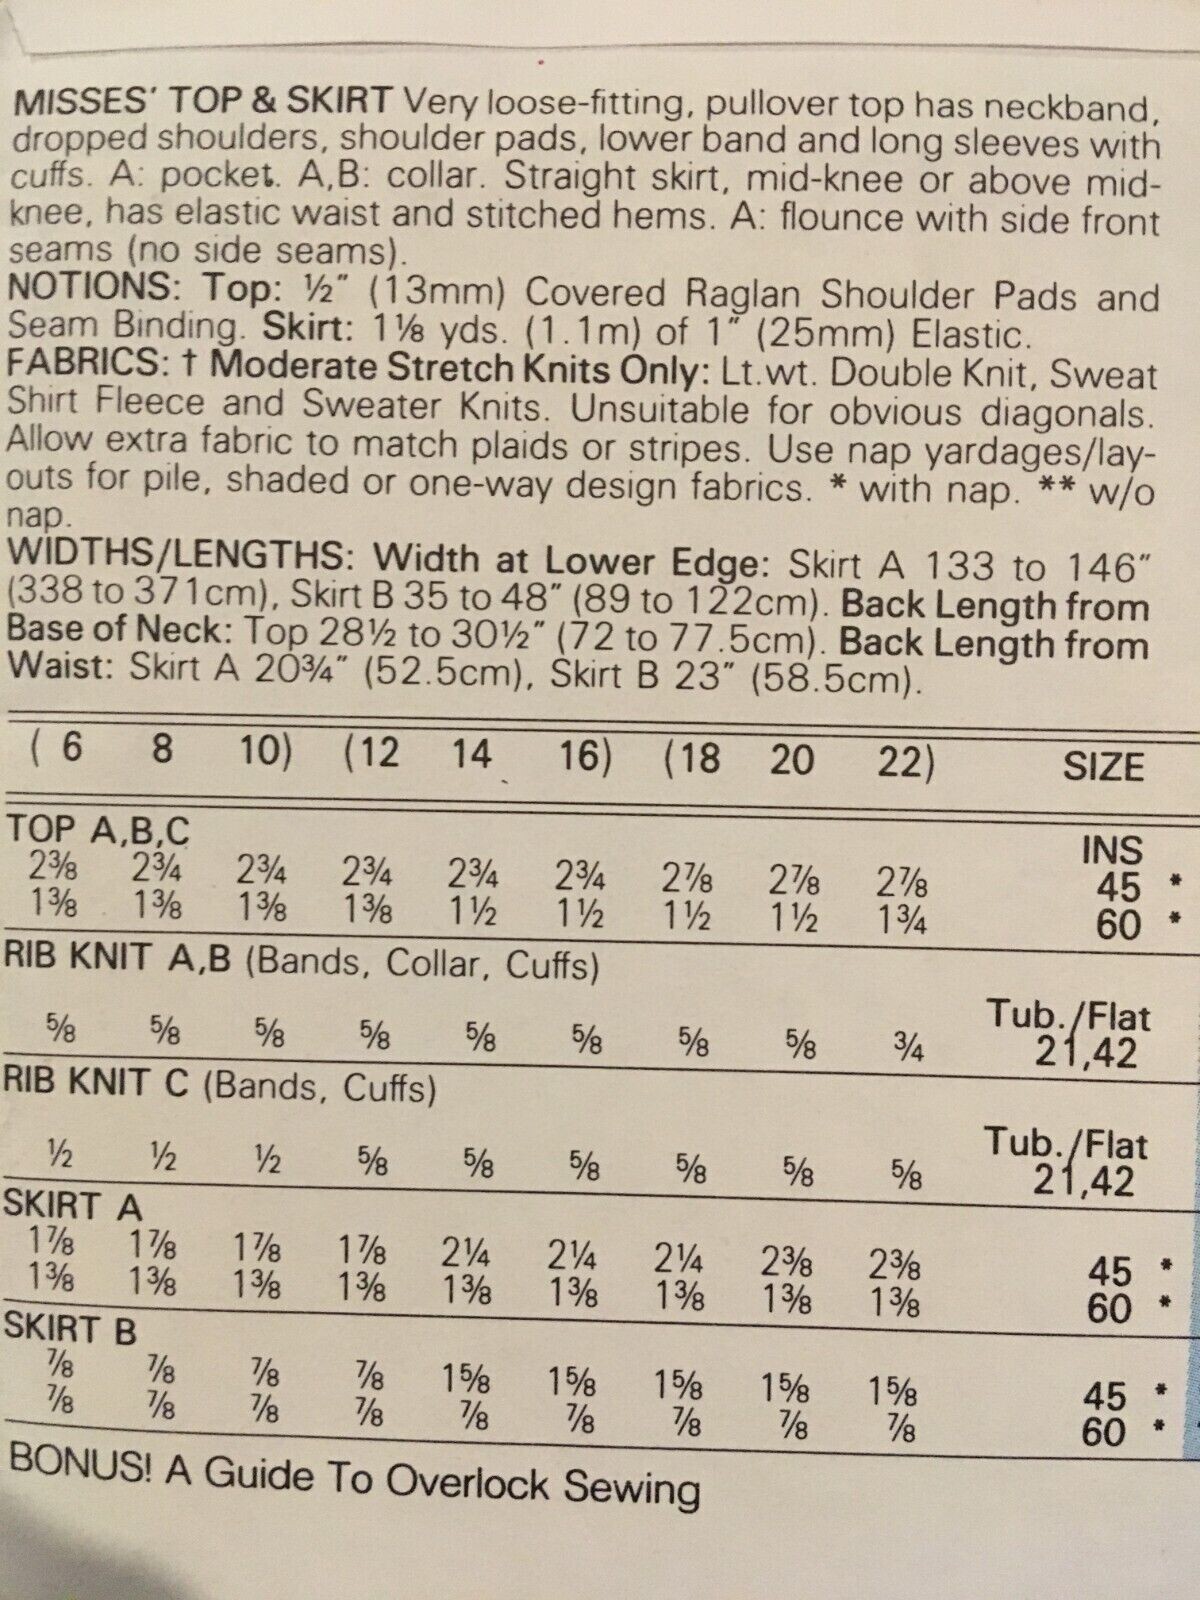 MISSES' TOP & SKIRT Very loose-fitting, pullover top has neckband,
dropped shoulders, shoulder pads, lower band and long sleeves with
cuffs. A: pocket. A,B: collar. Straight skirt, mid-knee or above mid-
knee, has elastic waist and stitched hems. A: flounce with side front
seams (no side seams).
NOTIONS: Top: ½" (13mm) Covered Raglan Shoulder Pads and
Seam Binding. Skirt: 1⅛ yds. (1.1m) of 1" (25mm) Elastic.
FABRICS: † Moderate Stretch Knits Only: Lt.wt. Double Knit, Sweat
Shirt Fleece and Sweater Knits. Unsuitable for obvious diagonals.
Allow extra fabric to match plaids or stripes. Use nap yardages/lay-
outs for pile, shaded or one-way design fabrics. * with nap. ** w/o
nap.
WIDTHS/LENGTHS: Width at Lower Edge: Skirt A 133 to 146"
(338 to 371cm), Skirt B 35 to 48" (89 to 122cm). Back Length from
Base of Neck: Top 28½ to 30½" (72 to 77.5cm). Back Length from
Waist: Skirt A 20¾" (52.5cm), Skirt B 23" (58.5cm).
( 6 8 10) (12 14 16) (18 20 22) SIZE
TOP A,B,C INS
2⅜ 2¾ 2¾ 2¾ 2¾ 2¾ 2⅞ 2⅞ 2⅞ 45 *
1⅜ 1⅜ 1⅜ 1⅜ 1½ 1½ 1½ 1½ 1¾ 60 *
RIB KNIT A,B (Bands, Collar, Cuffs)
Tub./Flat
⅝ ⅝ ⅝ ⅝ ⅝ ⅝ ⅝ ⅝ ¾ 21,42
RIB KNIT C (Bands, Cuffs)
Tub./Flat
½ ½ ½ ⅝ ⅝ ⅝ ⅝ ⅝ ⅝ 21,42
SKIRT A
1⅞ 1⅞ 1⅞ 1⅞ 2¼ 2¼ 2¼ 2⅜ 2⅜ 45 *
1⅜ 1⅜ 1⅜ 1⅜ 1⅜ 1⅜ 1⅜ 1⅜ 1⅜ 60 *
SKIRT B
⅞ ⅞ ⅞ ⅞ 1⅝ 1⅝ 1⅝ 1⅝ 1⅝ 45 *
⅞ ⅞ ⅞ ⅞ ⅞ ⅞ ⅞ ⅞ ⅞ 60 *
BONUS! A Guide To Overlock Sewing